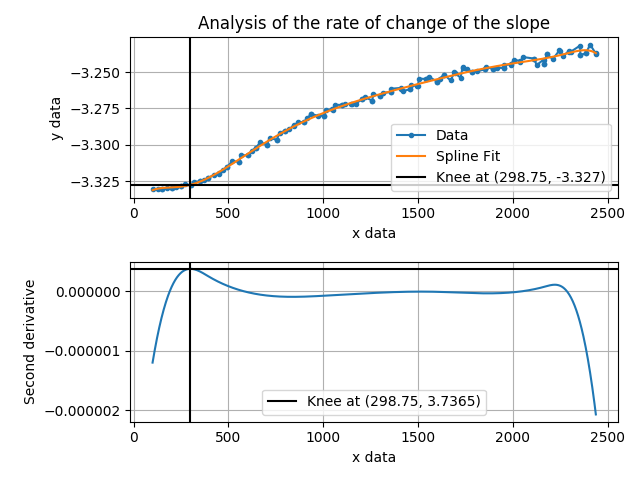 Analysis of the rate of change of the slope
−3.250
−3.275
−3.300
−3.325
y data
Data
Spline Fit
Knee at (298.75, -3.327)
0 500 1000 1500 2000 2500
x data
0.000000
−0.000001
−0.000002
Second derivative
Knee at (298.75, 3.7365)
0 500 1000 1500 2000 2500
x data